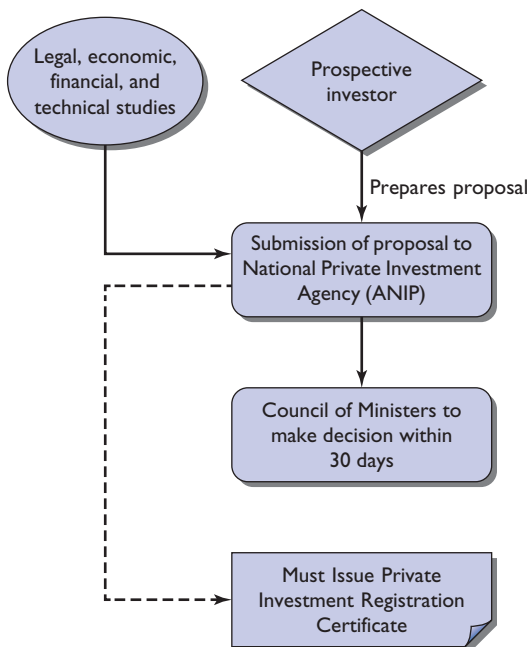 Legal, economic,
financial, and
technical studies
Prospective
investor
Prepares proposal
Submission of proposal to
National Private Investment
Agency (ANIP)
Council of Ministers to
make decision within
30 days
Must Issue Private
Investment Registration
Certificate